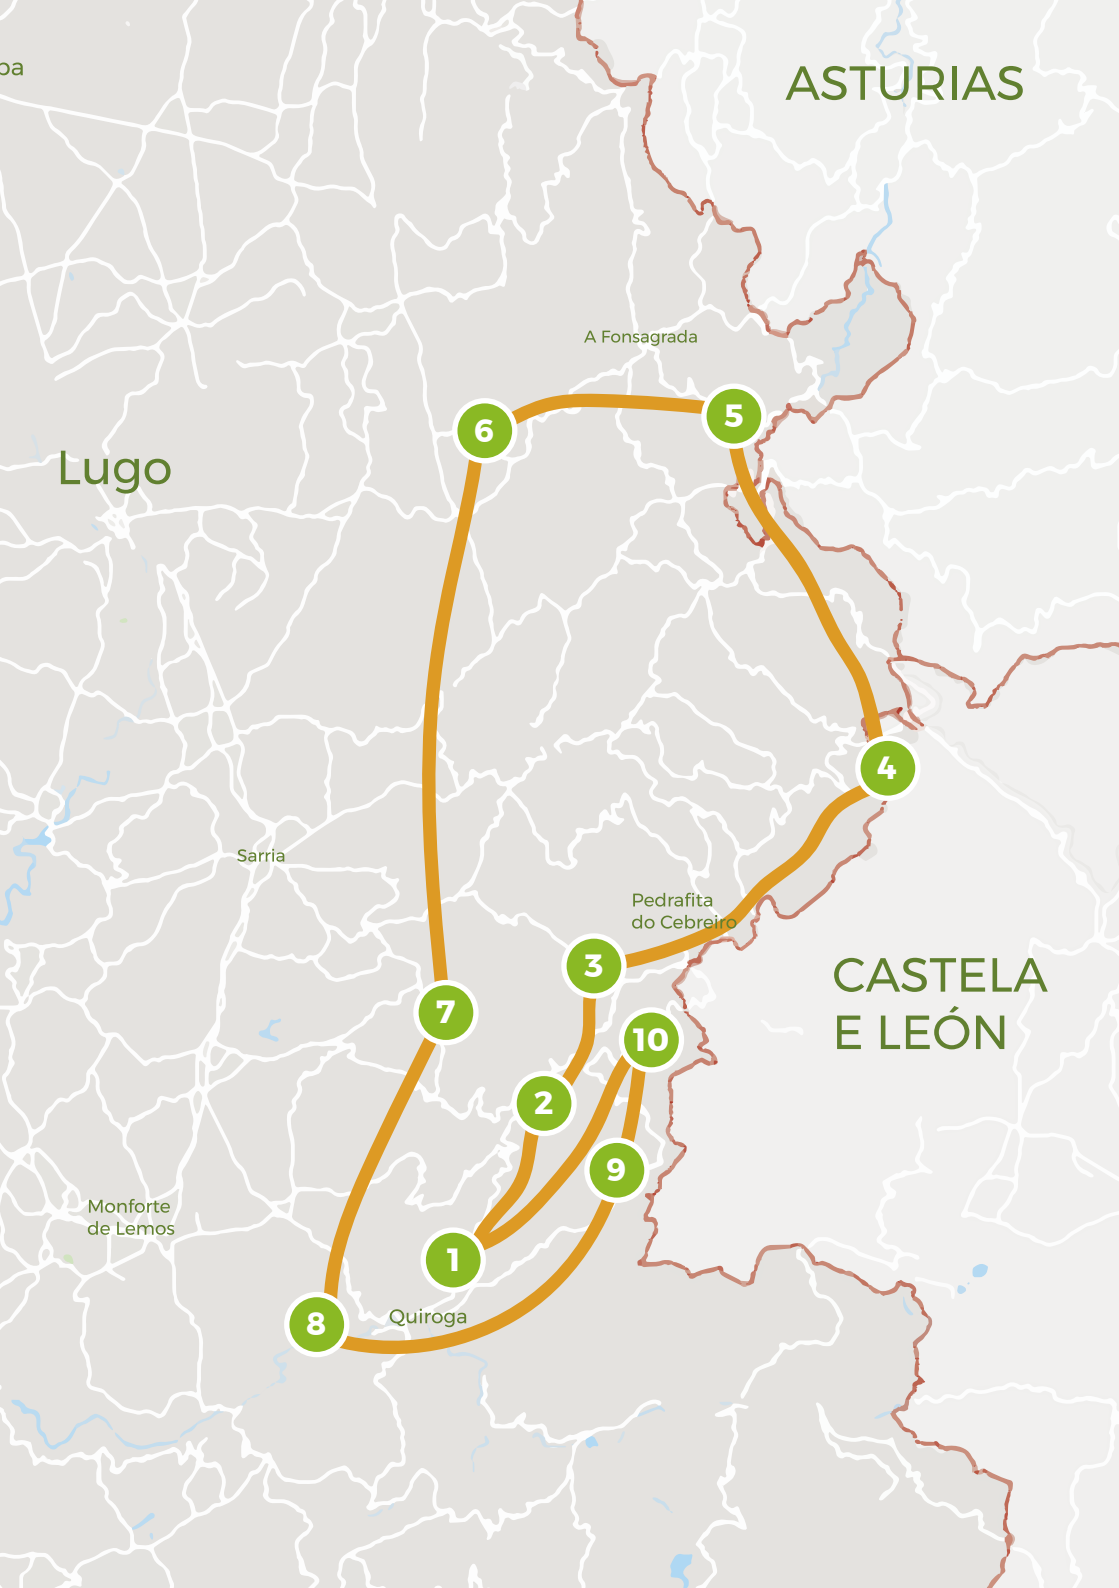 ASTURIAS
A Fonsagrada
5
6
Lugo
4
Sarria
Pedrafita
do Cebreiro
3
CASTELA
E LEÓN
7
10
2
9
Monforte
de Lemos
1
Quiroga
8